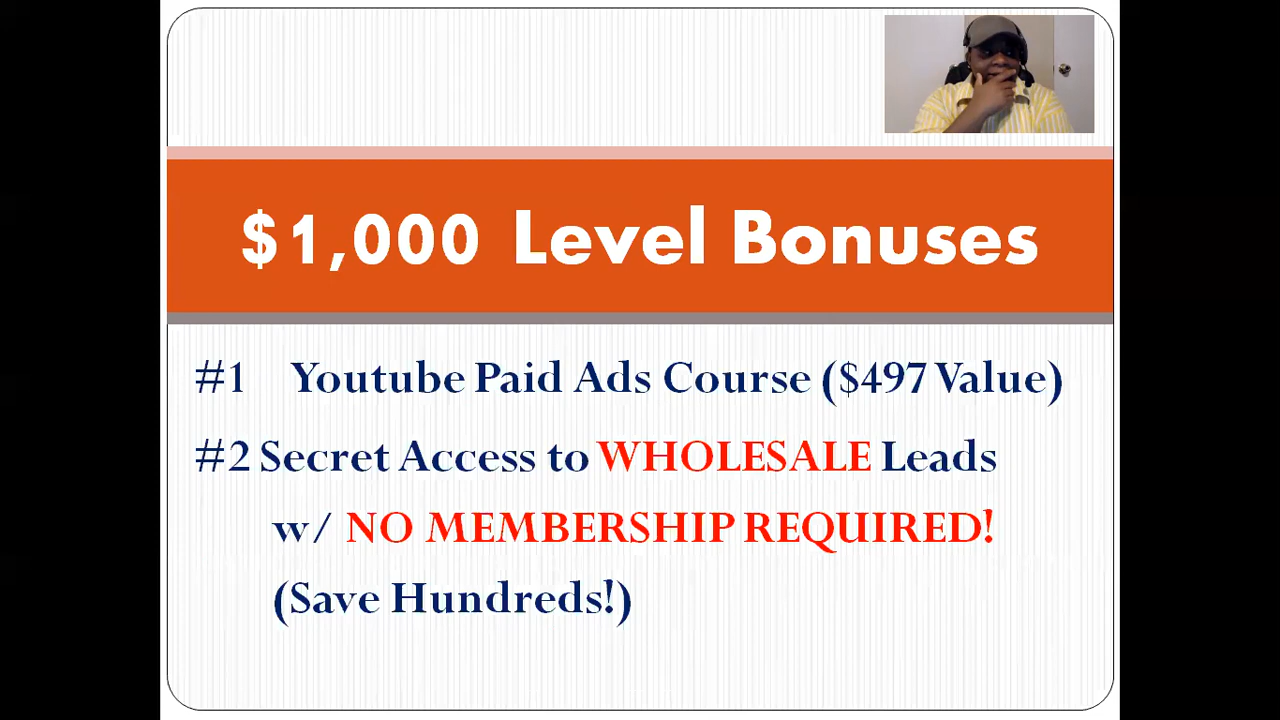 $1,000 Level Bonuses
#1 Youtube Paid Ads Course ($497 Value)
#2 Secret Access to WHOLESALE Leads
w/ NO MEMBERSHIP REQUIRED!
(Save Hundreds!)